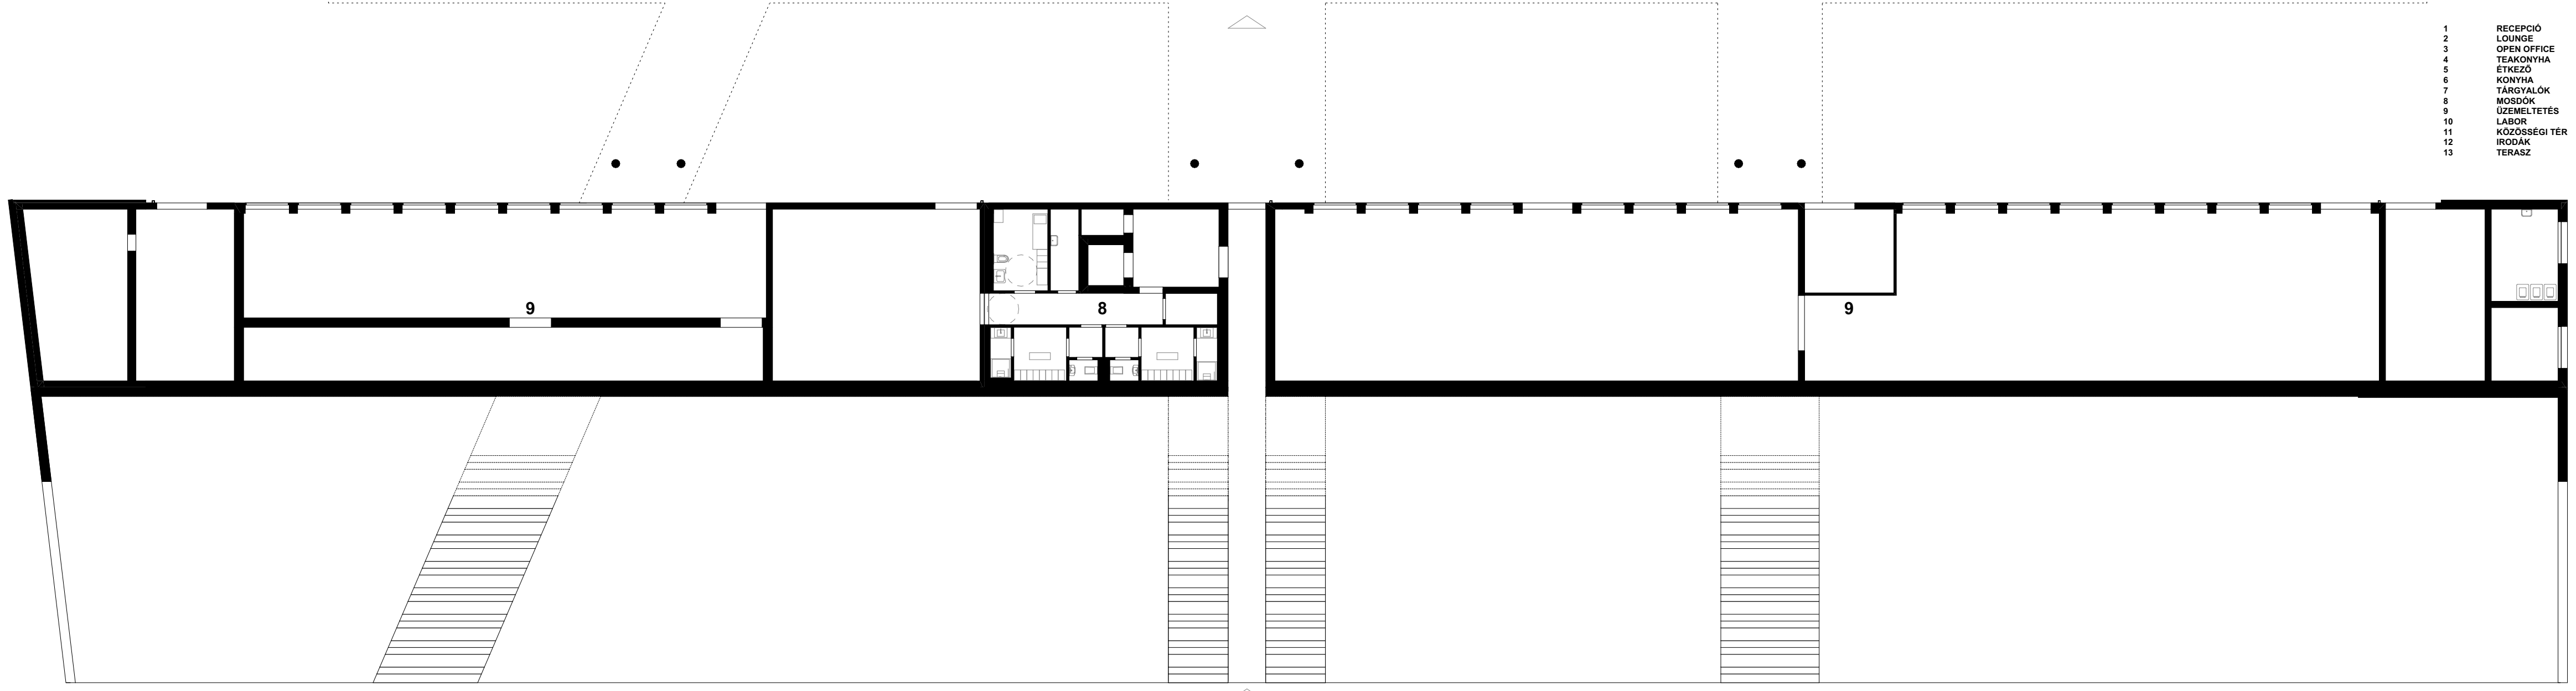 1 RECEPCIÓ
2 LOUNGE
3 OPEN OFFICE
4 TEAKONYHA
5 ÉTKEZŐ
6 KONYHA
7 TÁRGYALÓK
8 MOSDÓK
9 ÜZEMELTETÉS
10 LABOR
11 KÖZÖSSÉGI TÉR
12 IRODÁK
13 TERASZ
9
8
9